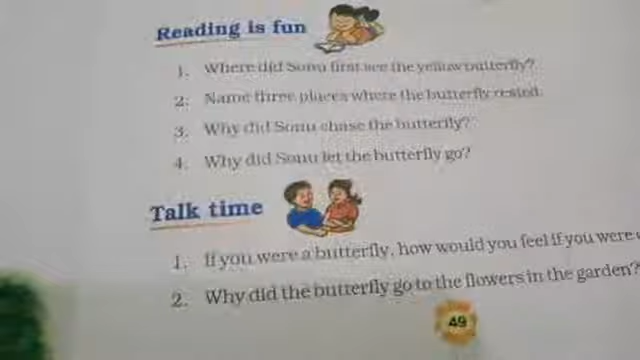 Reading is fun
1. Where did Sonu first see the yellow butterfly?
2. Name three places where the butterfly rested.
3. Why did Sonu chase the butterfly?
4. Why did Sonu let the butterfly go?
Talk time
1. If you were a butterfly, how would you feel if you were
2. Why did the butterfly go to the flowers in the garden?
49